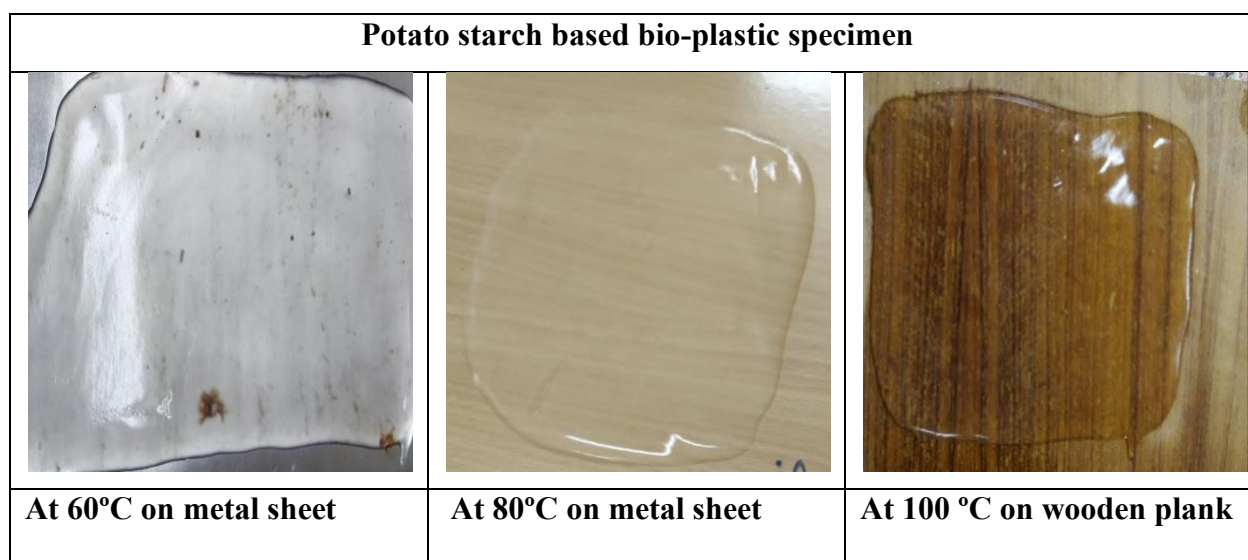 Potato starch based bio-plastic specimen
At 60ºC on metal sheet
At 80ºC on metal sheet
At 100 ºC on wooden plank